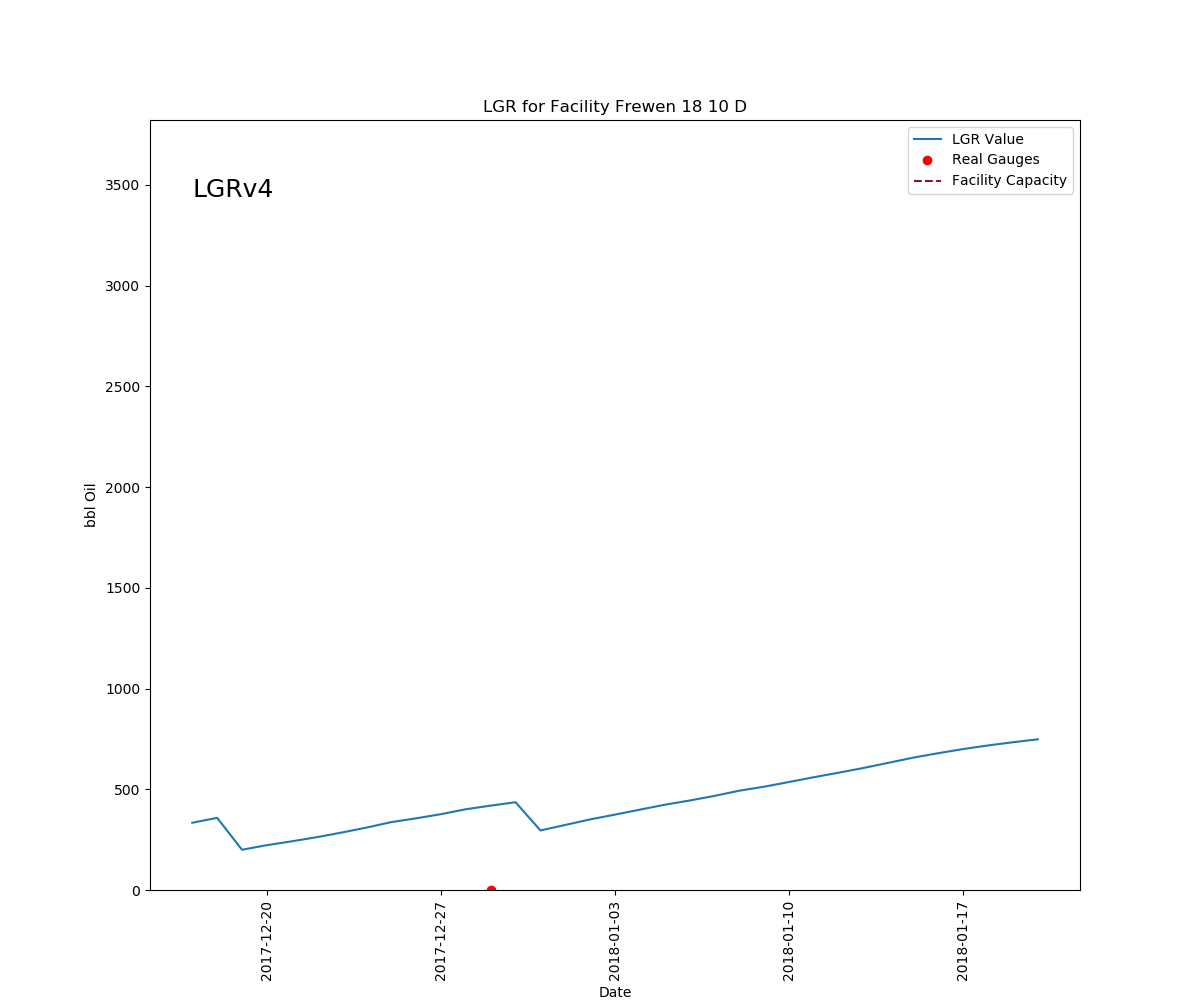 LGR for Facility Frewen 18 10 D
LGRv4
LGR Value
Real Gauges
Facility Capacity
3500
3000
2500
2000
1500
1000
500
0
bbl Oil
2017-12-20
2017-12-27
2018-01-03
2018-01-10
2018-01-17
Date